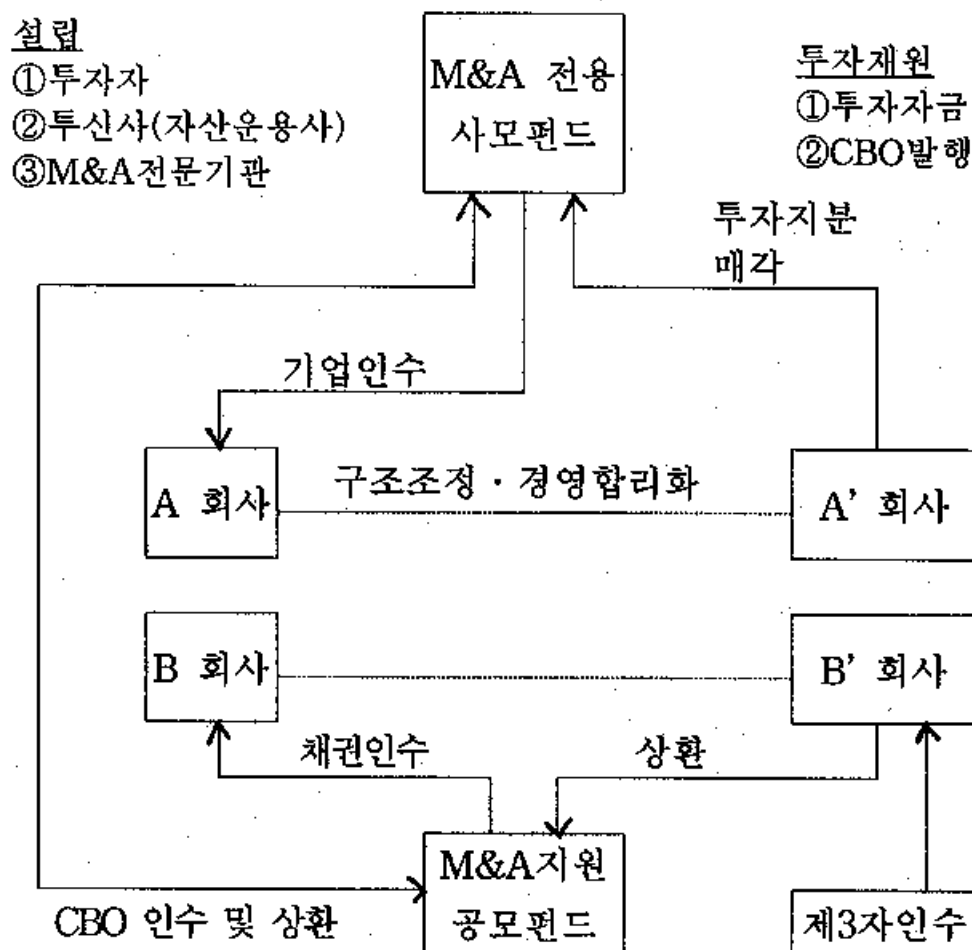 설립
①투자자
②투신사(자산운용사)
③M&A전문기관
M&A 전용
사모펀드
투자재원
①투자자금
②CBO발행
투자지분
매각
기업인수
A 회사
구조조정 · 경영합리화
A' 회사
B 회사
B' 회사
채권인수
상환
M&A지원
공모펀드
CBO 인수 및 상환
제3자인수